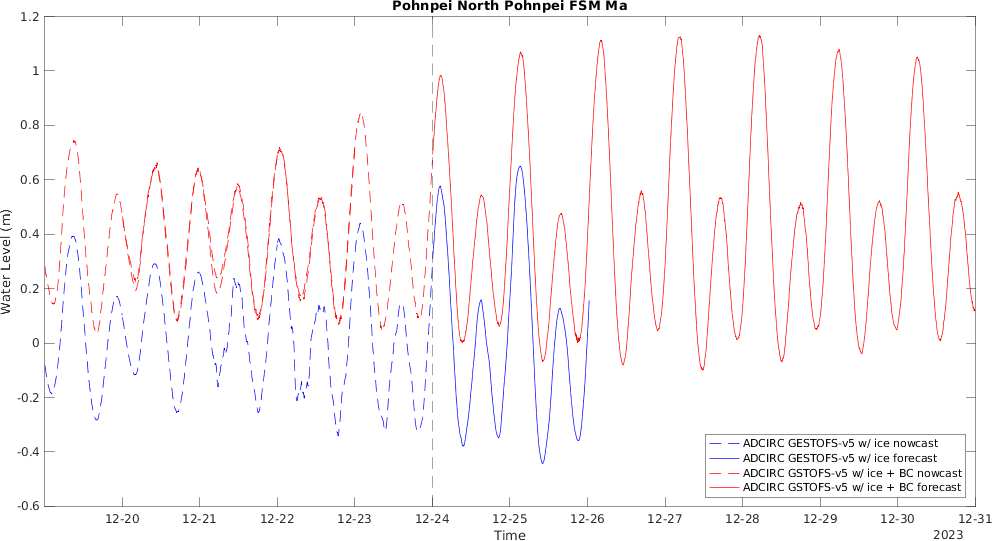 Pohnpei North Pohnpei FSM Ma
1.2
1
0.8
0.6
0.4
0.2
0
-0.2
-0.4
-0.6
Water Level (m)
12-20 12-21 12-22 12-23 12-24 12-25 12-26 12-27 12-28 12-29 12-30 12-31
Time
2023
ADCIRC GESTOFS-v5 w/ ice nowcast
ADCIRC GESTOFS-v5 w/ ice forecast
ADCIRC GSTOFS-v5 w/ ice + BC nowcast
ADCIRC GSTOFS-v5 w/ ice + BC forecast